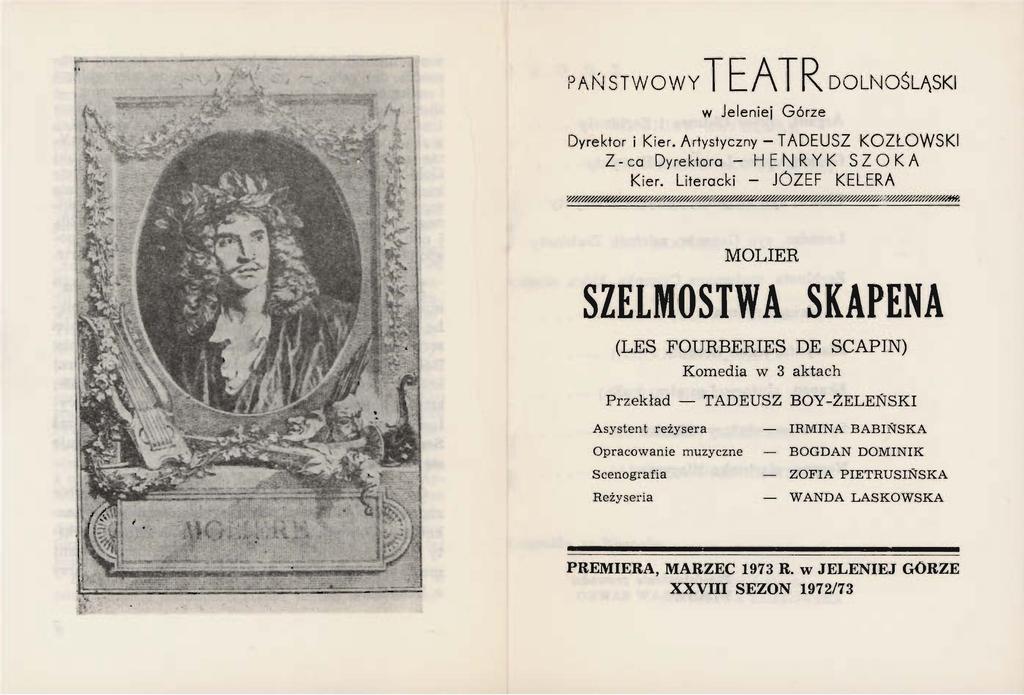 MOLIERE
PAŃSTWOWY TEATR DOLNOŚLĄSKI
w Jeleniej Górze
Dyrektor i Kier. Artystyczny — TADEUSZ KOZŁOWSKI
Z-ca Dyrektora — HENRYK SZOKA
Kier. Literacki — JÓZEF KELERA
MOLIER
SZELMOSTWA SKAPENA
(LES FOURBERIES DE SCAPIN)
Komedia w 3 aktach
Przekład — TADEUSZ BOY-ŻELEŃSKI
Asystent reżysera — IRMINA BABIŃSKA
Opracowanie muzyczne — BOGDAN DOMINIK
Scenografia — ZOFIA PIETRUSIŃSKA
Reżyseria — WANDA LASKOWSKA
PREMIERA, MARZEC 1973 R. w JELENIEJ GÓRZE
XXVIII SEZON 1972/73